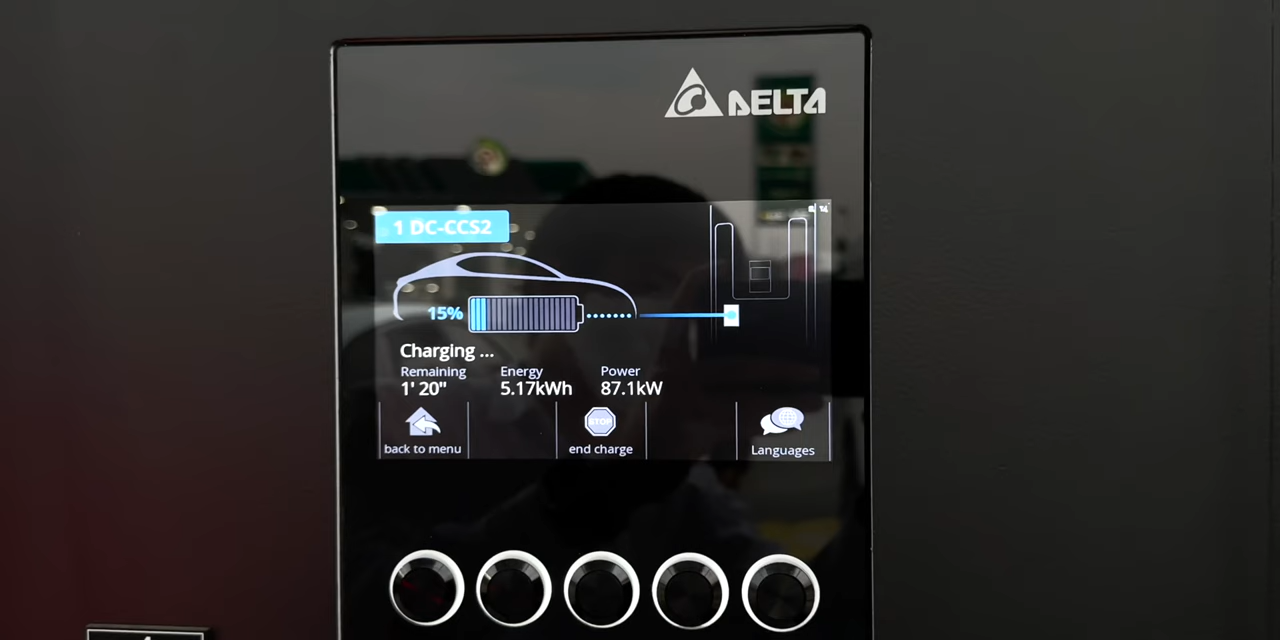 DELTA
1 DC-CCS2
15%
Charging ...
Remaining Energy Power
1' 20" 5.17kWh 87.1kW
STOP
back to menu end charge Languages